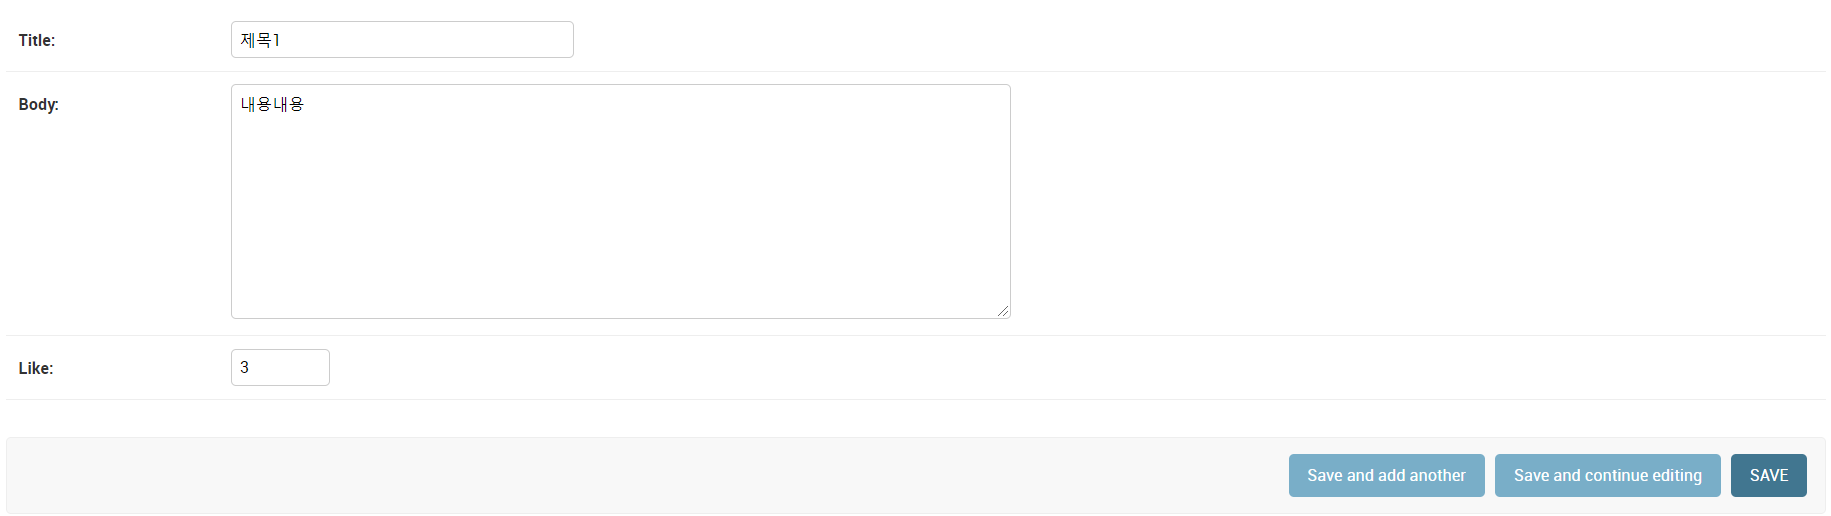 Title: 제목1
Body: 내용내용
Like: 3
Save and add another Save and continue editing SAVE